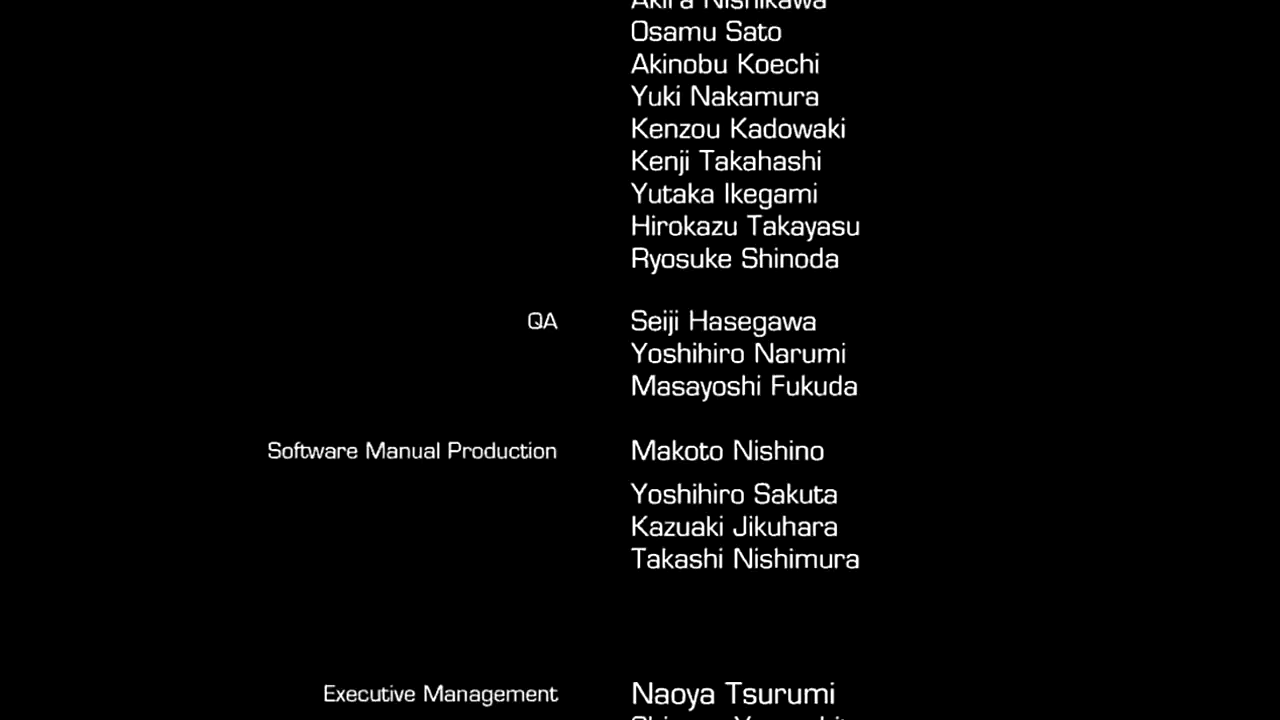 Akira Nishikawa
Osamu Sato
Akinobu Koechi
Yuki Nakamura
Kenzou Kadowaki
Kenji Takahashi
Yutaka Ikegami
Hirokazu Takayasu
Ryosuke Shinoda
QA Seiji Hasegawa
Yoshihiro Narumi
Masayoshi Fukuda
Software Manual Production Makoto Nishino
Yoshihiro Sakuta
Kazuaki Jikuhara
Takashi Nishimura
Executive Management Naoya Tsurumi